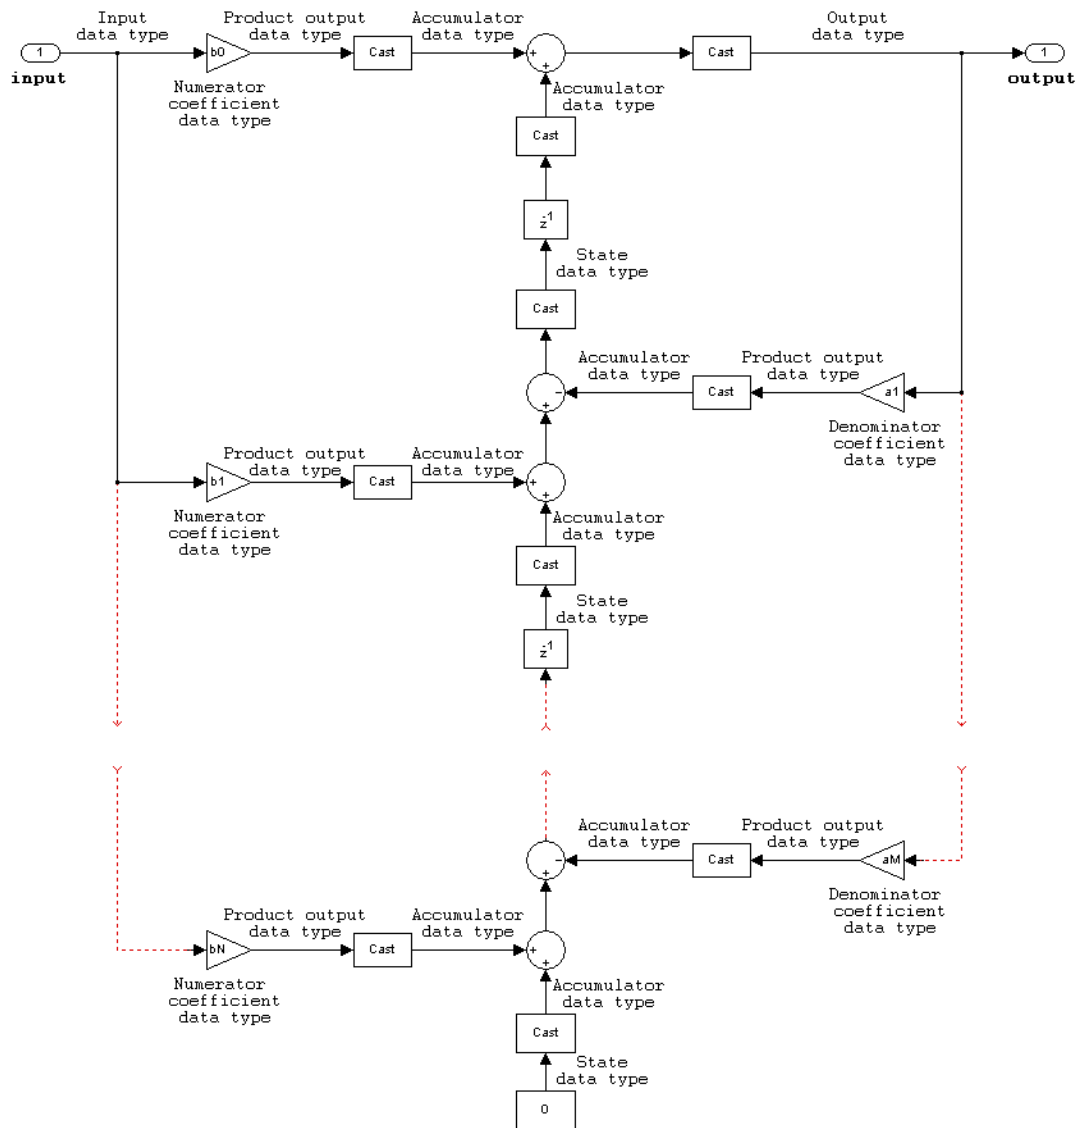 Input
data type
Product output
data type
Accumulator
data type
Output
data type
1
input
b0
Cast
+
+
Cast
1
output
Numerator
coefficient
data type
Accumulator
data type
Cast
z-1
State
data type
Cast
Accumulator
data type
Product output
data type
-
+
Cast
a1
Denominator
coefficient
data type
Product output
data type
Accumulator
data type
b1
Cast
+
+
Numerator
coefficient
data type
Accumulator
data type
Cast
State
data type
z-1
Accumulator
data type
Product output
data type
-
+
Cast
aM
Denominator
coefficient
data type
Product output
data type
Accumulator
data type
bN
Cast
+
+
Numerator
coefficient
data type
Accumulator
data type
Cast
State
data type
0